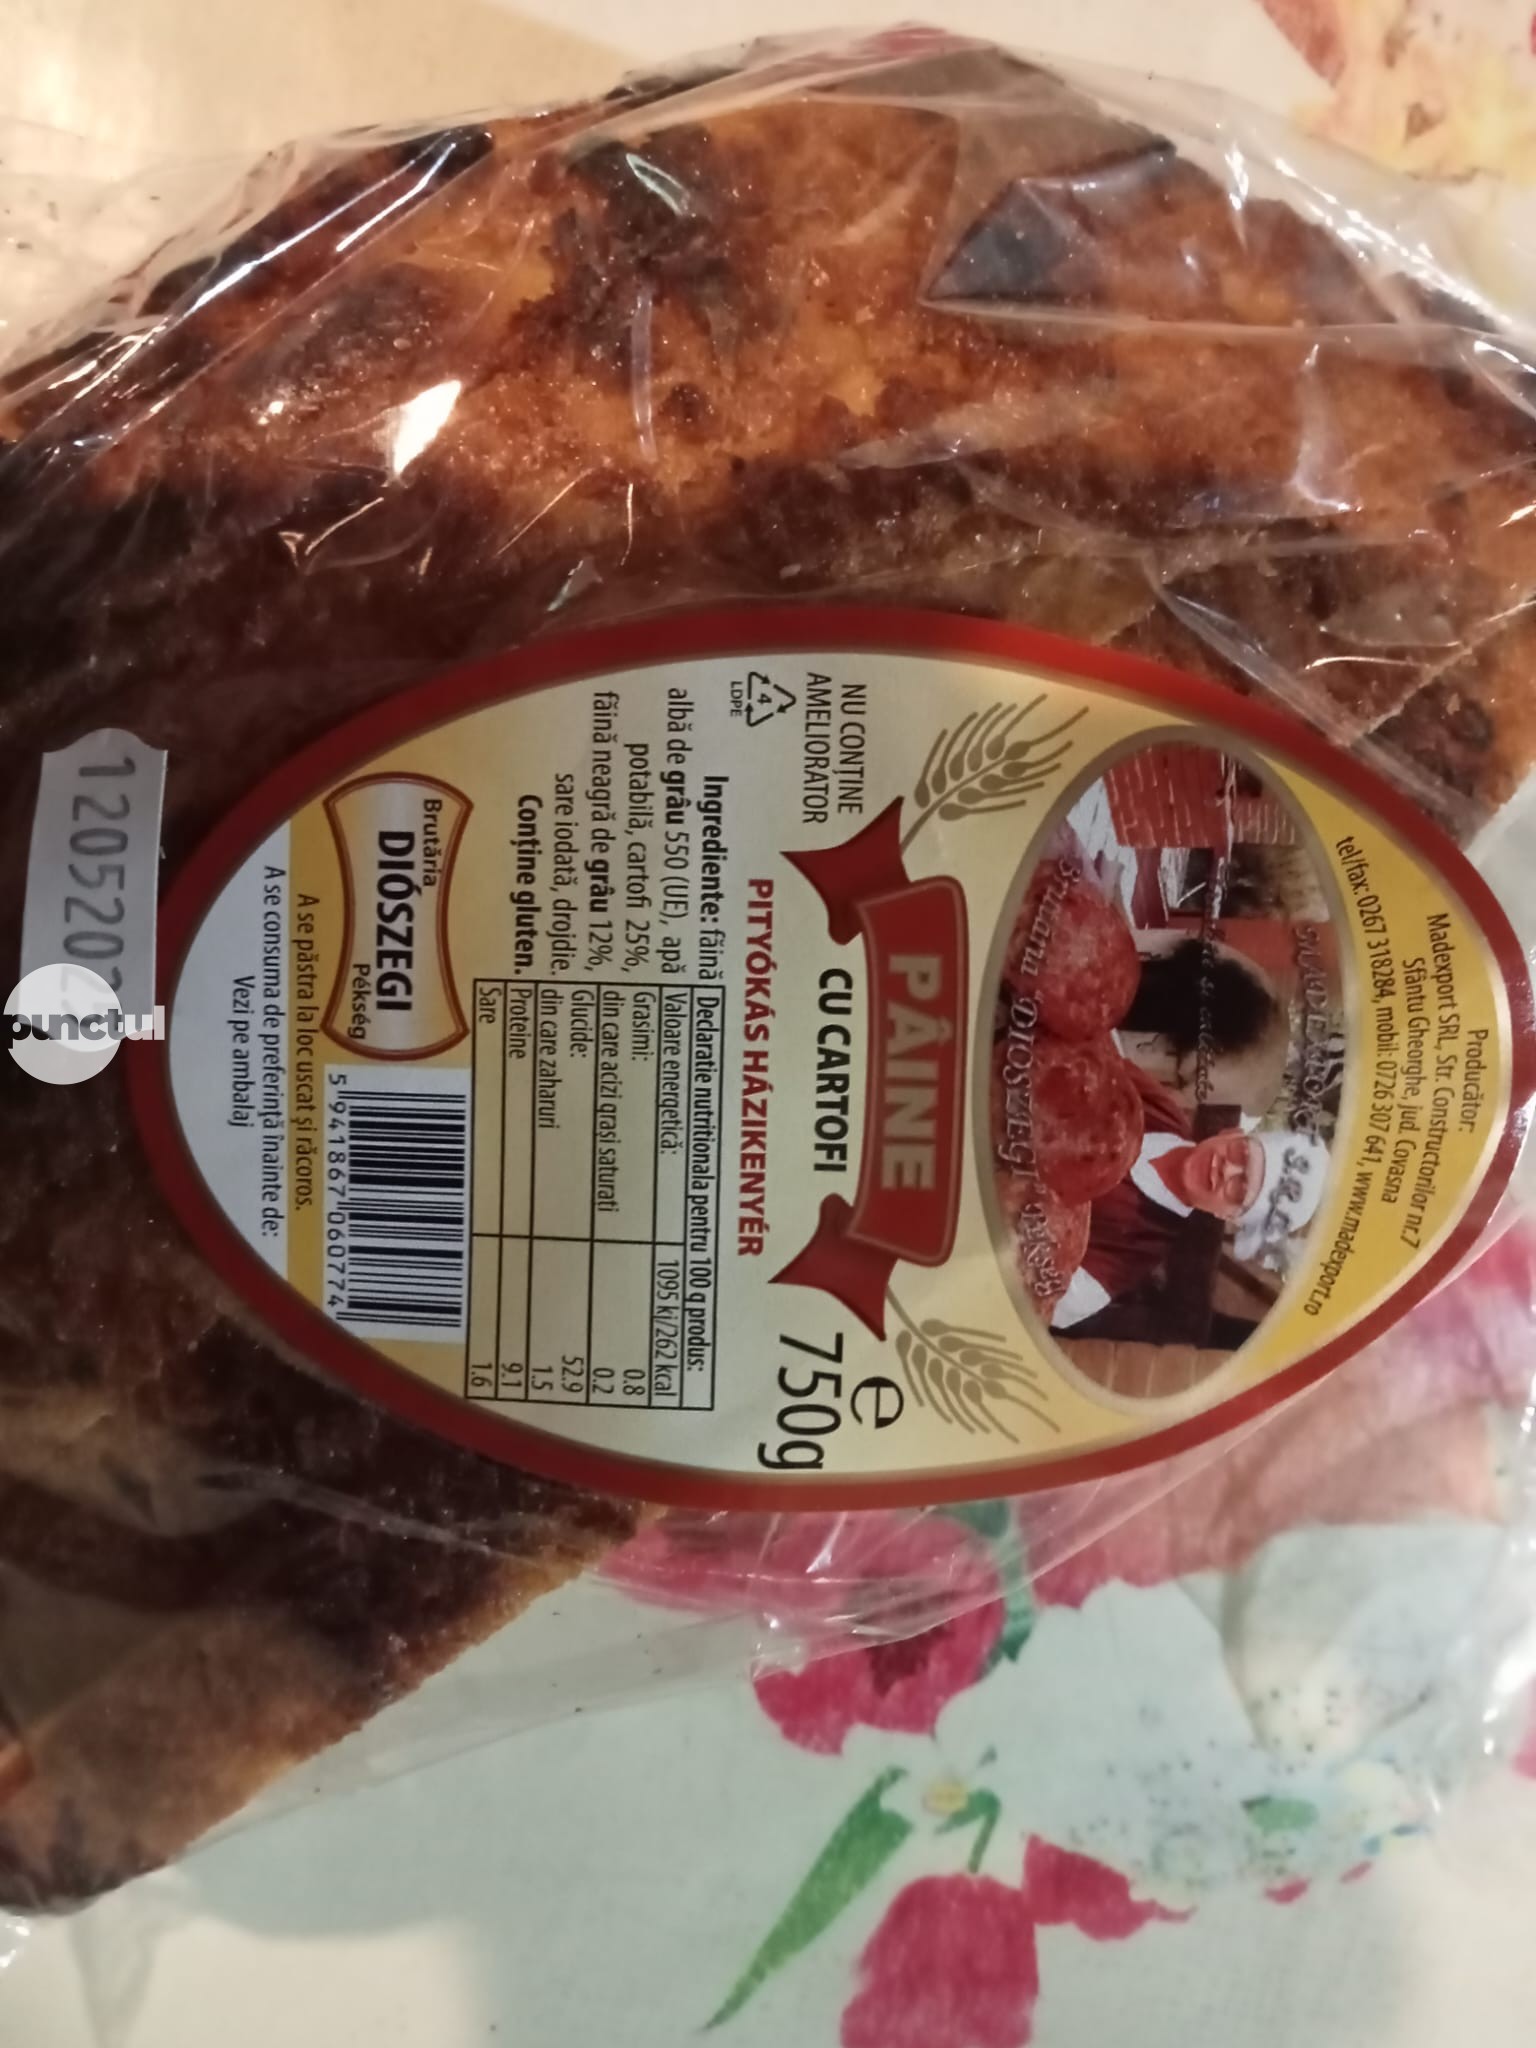 Producător:
Madexport SRL, Str. Constructorilor nr.7
Sfântu Gheorghe, jud. Covasna
tel/fax: 0267 318284, mobil: 0726 307 641, www.madexport.ro
MADEXPORT S.R.L.
Brutăria DIÓSZEGI Pékség
PÂINE
CU CARTOFI
e
750g
NU CONȚINE
AMELIORATOR
4
LDPE
PITYÓKÁS HÁZIKENYÉR
Ingrediente: făină
albă de grâu 550 (UE), apă
potabilă, cartofi 25%,
făină neagră de grâu 12%,
sare iodată, drojdie.
Conține gluten.
Declaratie nutritionala pentru 100 g produs:
Valoare energetică: 1095 kj/262 kcal
Grasimi: 0.8
din care acizi grași saturati 0.2
Glucide: 52.9
din care zaharuri 1.5
Proteine 9.1
Sare 1.6
Brutăria
DIÓSZEGI
Pékség
5 941867 060774
A se păstra la loc uscat și răcoros.
A se consuma de preferință înainte de:
Vezi pe ambalaj
1205202
punctul